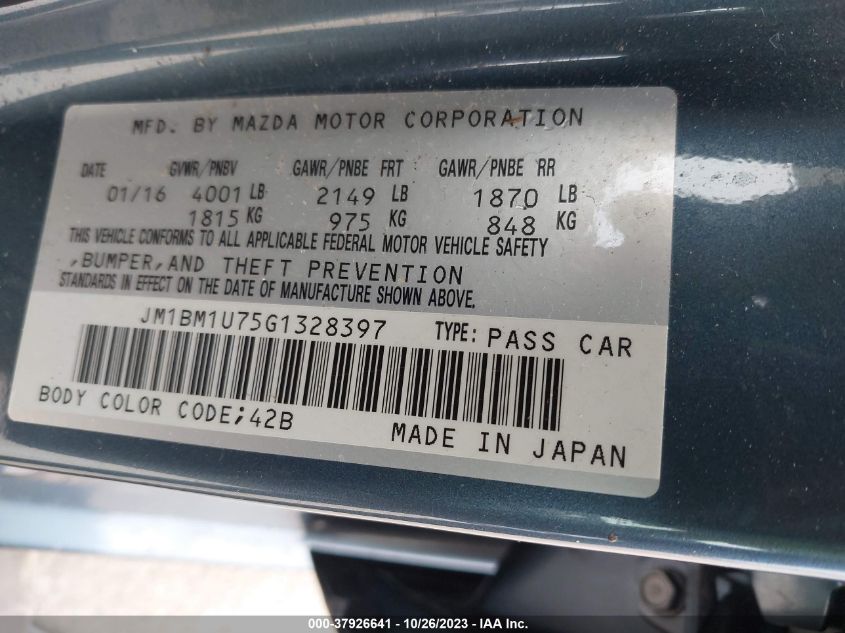 MFD. BY MAZDA MOTOR CORPORATION
DATE GVWR/PNBV GAWR/PNBE FRT GAWR/PNBE RR
01/16 4001 LB 2149 LB 1870 LB
1815 KG 975 KG 848 KG
THIS VEHICLE CONFORMS TO ALL APPLICABLE FEDERAL MOTOR VEHICLE SAFETY
,BUMPER,AND THEFT PREVENTION
STANDARDS IN EFFECT ON THE DATE OF MANUFACTURE SHOWN ABOVE.
JM1BM1U75G1328397 TYPE: PASS CAR
BODY COLOR CODE;42B
MADE IN JAPAN
000-37926641 - 10/26/2023 - IAA Inc.